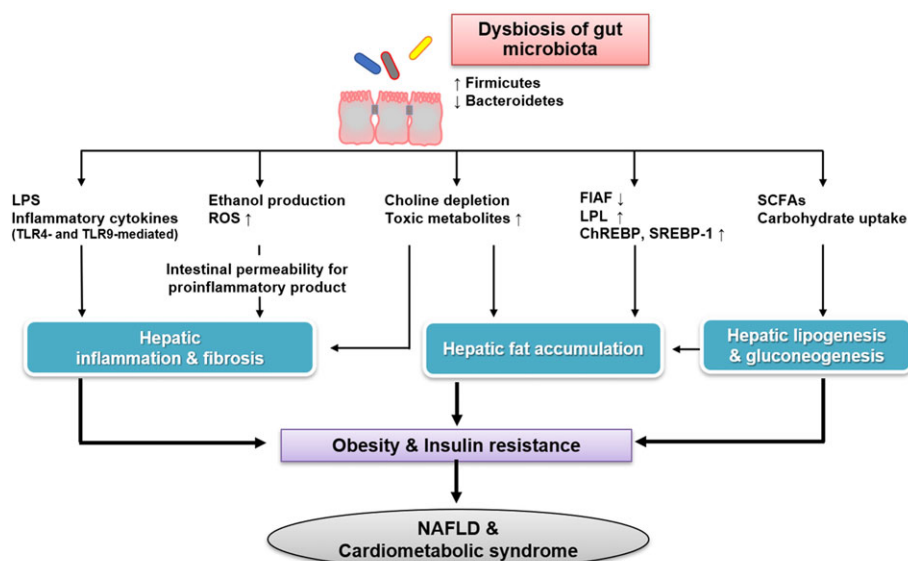 Dysbiosis of gut
microbiota
↑ Firmicutes
↓ Bacteroidetes
LPS
Inflammatory cytokines
(TLR4- and TLR9-mediated)
Ethanol production
ROS ↑
Intestinal permeability for
proinflammatory product
Choline depletion
Toxic metabolites ↑
FIAF ↓
LPL ↑
ChREBP, SREBP-1 ↑
SCFAs
Carbohydrate uptake
Hepatic
inflammation & fibrosis
Hepatic fat accumulation
Hepatic lipogenesis
& gluconeogenesis
Obesity & Insulin resistance
NAFLD &
Cardiometabolic syndrome